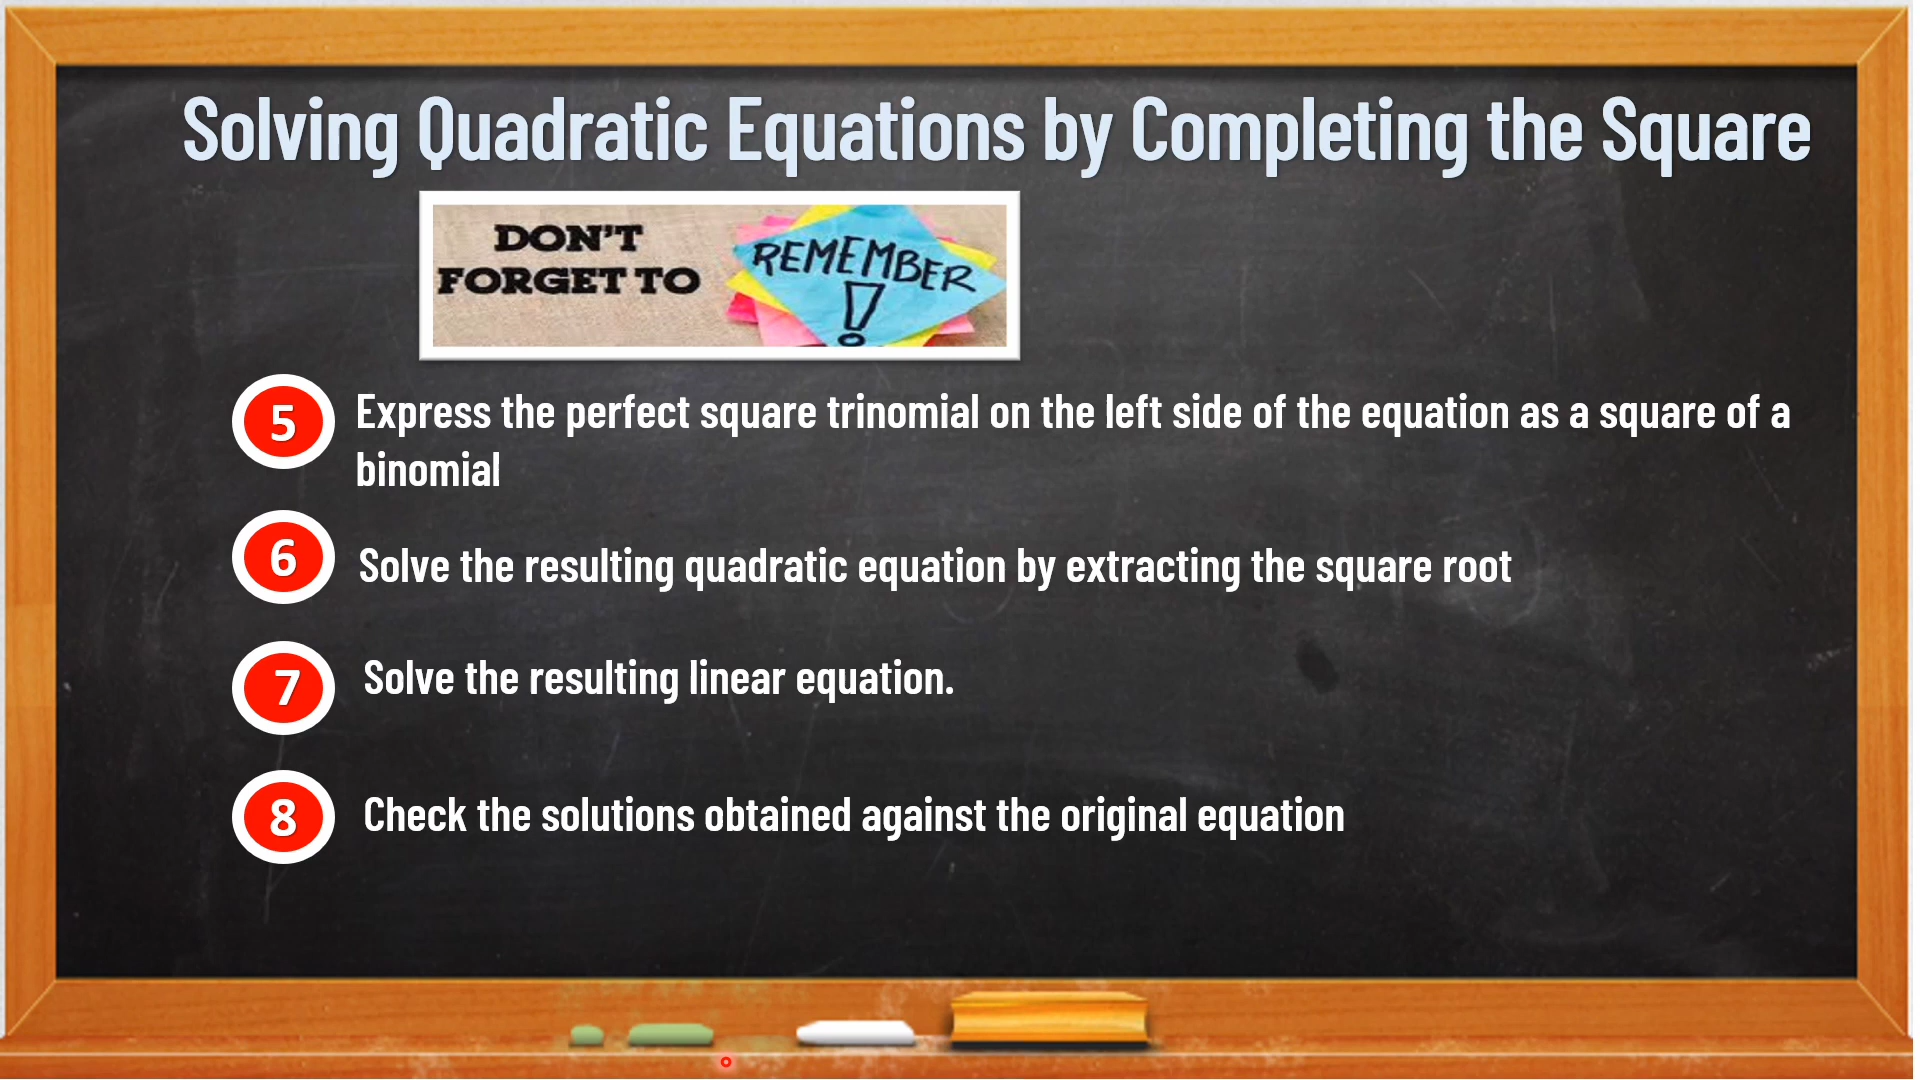 Solving Quadratic Equations by Completing the Square
DON'T
FORGET TO
REMEMBER
!
5 Express the perfect square trinomial on the left side of the equation as a square of a
binomial
6 Solve the resulting quadratic equation by extracting the square root
7 Solve the resulting linear equation.
8 Check the solutions obtained against the original equation